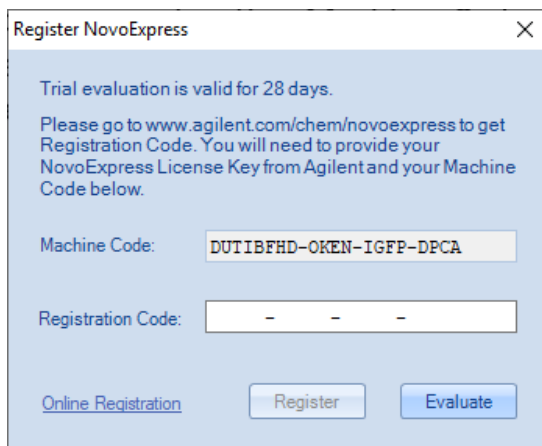 Register NovoExpress
Trial evaluation is valid for 28 days.
Please go to www.agilent.com/chem/novoexpress to get
Registration Code. You will need to provide your
NovoExpress License Key from Agilent and your Machine
Code below.
Machine Code: DUTIBFHD-OKEN-IGFP-DPCA
Registration Code: - - -
Online Registration Register Evaluate